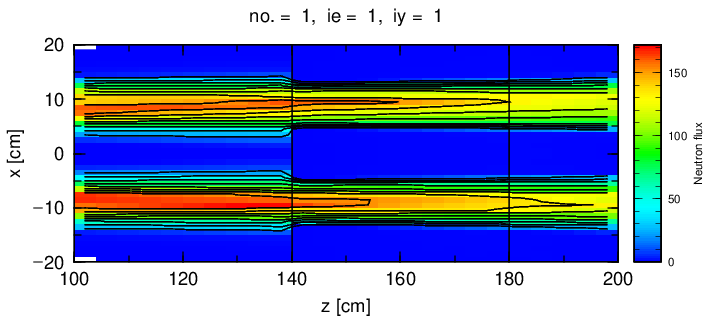 no. = 1, ie = 1, iy = 1
20
10
0
−10
−20
x [cm]
100 120 140 160 180 200
z [cm]
150
100
50
0
Neutron flux